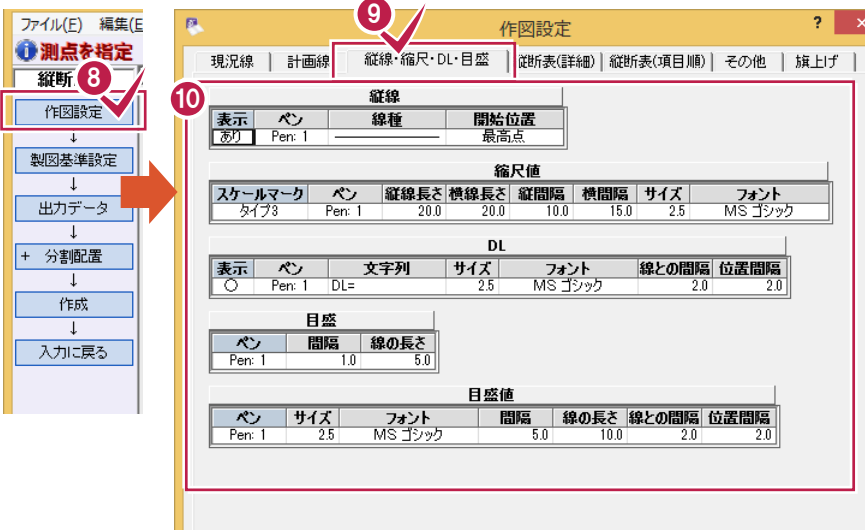 ファイル(F) 編集(E
測点を指定
縦断
8
作図設定
↓
製図基準設定
↓
出力データ
↓
+ 分割配置
↓
作成
↓
入力に戻る
9
作図設定 ? ×
現況線 計画線 縦線・縮尺・DL・目盛 縦断表(詳細) 縦断表(項目順) その他 旗上げ
10
縦線
表示 ペン 線種 開始位置
あり Pen: 1 最高点
縮尺値
スケールマーク ペン 縦線長さ 横線長さ 縦間隔 横間隔 サイズ フォント
タイプ3 Pen: 1 20.0 20.0 10.0 15.0 2.5 MS ゴシック
DL
表示 ペン 文字列 サイズ フォント 線との間隔 位置間隔
○ Pen: 1 DL= 2.5 MS ゴシック 2.0 2.0
目盛
ペン 間隔 線の長さ
Pen: 1 1.0 5.0
目盛値
ペン サイズ フォント 間隔 線の長さ 線との間隔 位置間隔
Pen: 1 2.5 MS ゴシック 5.0 10.0 2.0 2.0